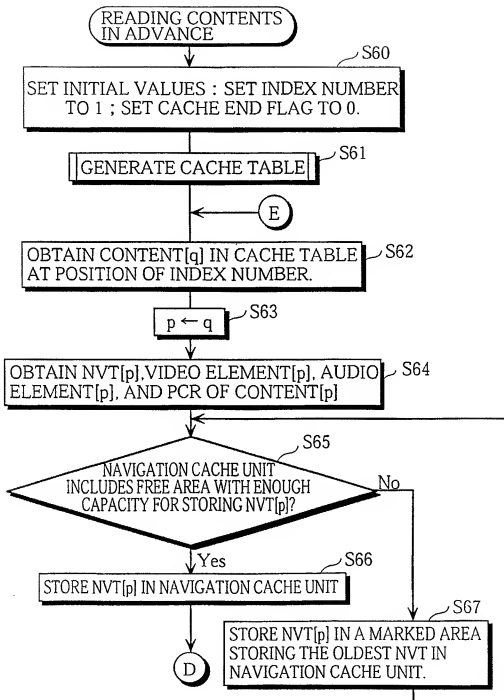 READING CONTENTS
IN ADVANCE
S60
SET INITIAL VALUES : SET INDEX NUMBER
TO 1 ; SET CACHE END FLAG TO 0.
S61
GENERATE CACHE TABLE
E
S62
OBTAIN CONTENT[q] IN CACHE TABLE
AT POSITION OF INDEX NUMBER.
S63
p ← q
S64
OBTAIN NVT[p],VIDEO ELEMENT[p], AUDIO
ELEMENT[p], AND PCR OF CONTENT[p]
S65
NAVIGATION CACHE UNIT
INCLUDES FREE AREA WITH ENOUGH
CAPACITY FOR STORING NVT[p]?
No
Yes
S66
STORE NVT[p] IN NAVIGATION CACHE UNIT
S67
STORE NVT[p] IN A MARKED AREA
STORING THE OLDEST NVT IN
NAVIGATION CACHE UNIT.
D